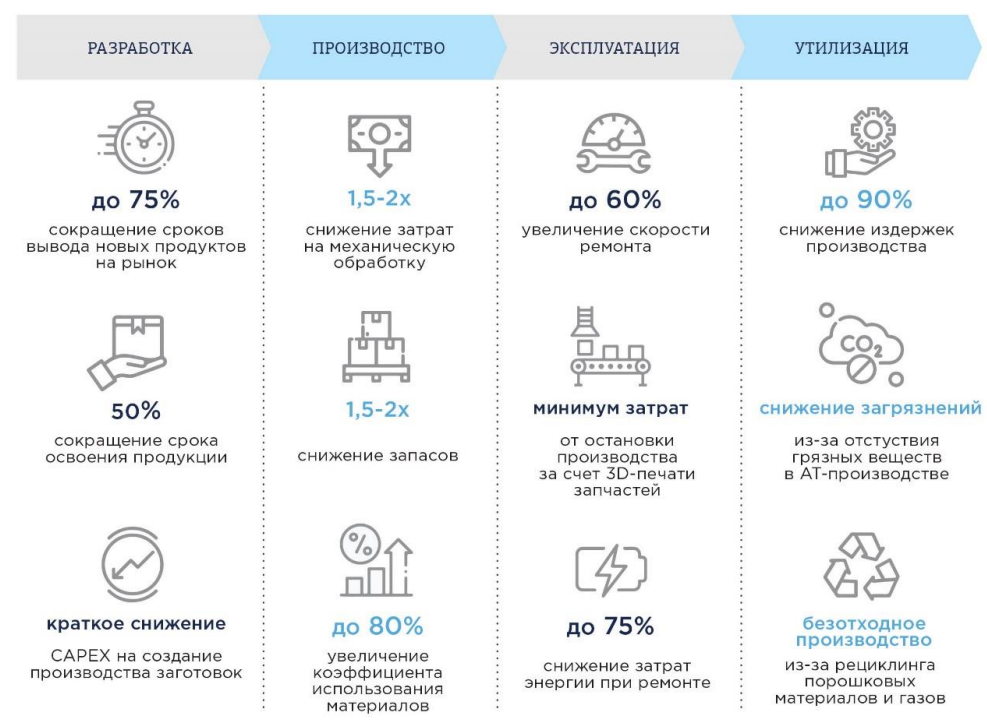 РАЗРАБОТКА
ПРОИЗВОДСТВО
ЭКСПЛУАТАЦИЯ
УТИЛИЗАЦИЯ
до 75%
сокращение сроков
вывода новых продуктов
на рынок
1,5-2x
снижение затрат
на механическую
обработку
до 60%
увеличение скорости
ремонта
до 90%
снижение издержек
производства
50%
сокращение срока
освоения продукции
1,5-2x
снижение запасов
минимум затрат
от остановки
производства
за счет 3D-печати
запчастей
CO2
снижение загрязнений
из-за отстуствия
грязных веществ
в АТ-производстве
краткое снижение
CAPEX на создание
производства заготовок
%
до 80%
увеличение
коэффициента
использования
материалов
до 75%
снижение затрат
энергии при ремонте
безотходное
производство
из-за рециклинга
порошковых
материалов и газов